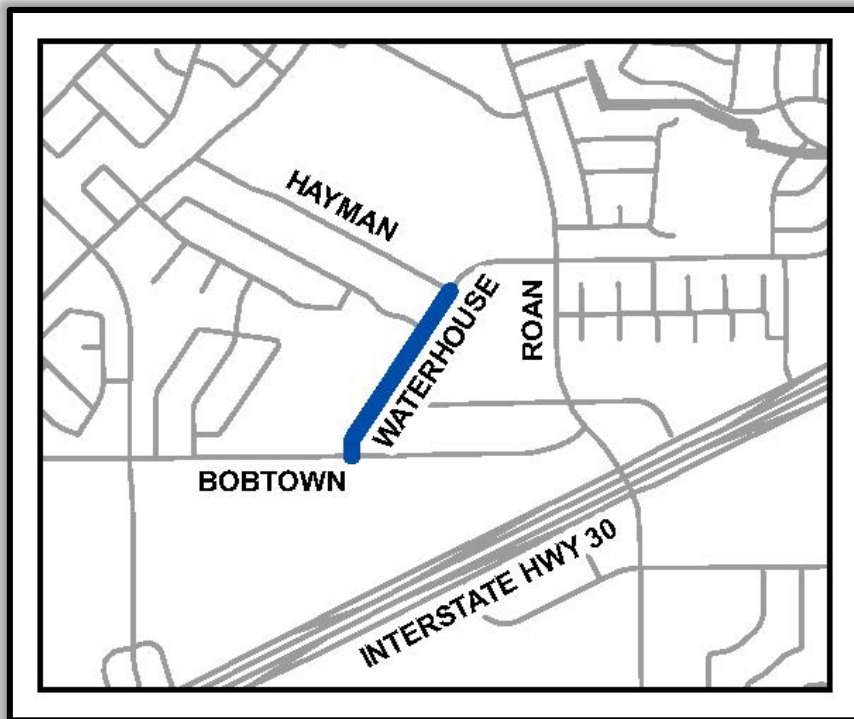 HAYMAN
WATERHOUSE
ROAN
BOBTOWN
INTERSTATE HWY 30